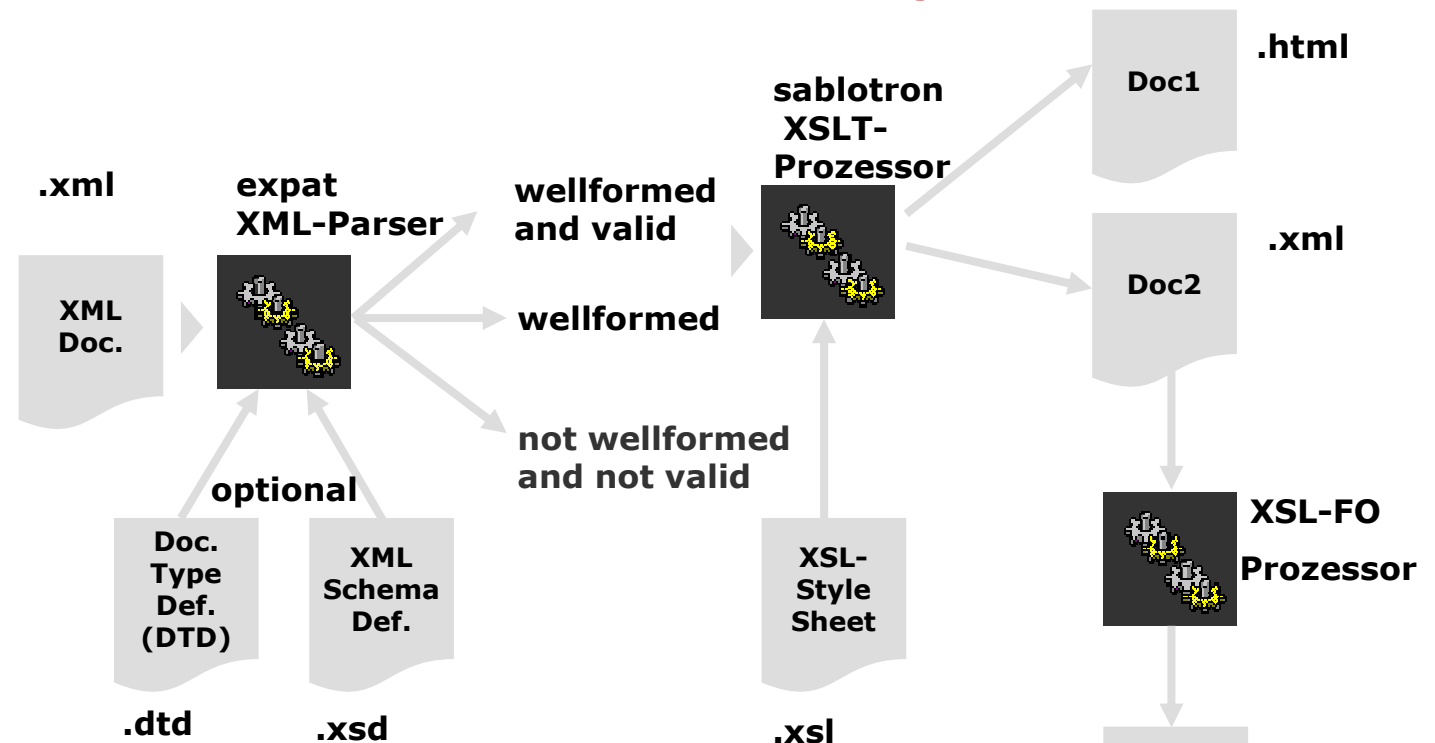 .xml
XML
Doc.
expat
XML-Parser
optional
Doc.
Type
Def.
(DTD)
.dtd
XML
Schema
Def.
.xsd
wellformed
and valid
wellformed
not wellformed
and not valid
sablotron
XSLT-
Prozessor
XSL-
Style
Sheet
.xsl
Doc1
.html
Doc2
.xml
XSL-FO
Prozessor